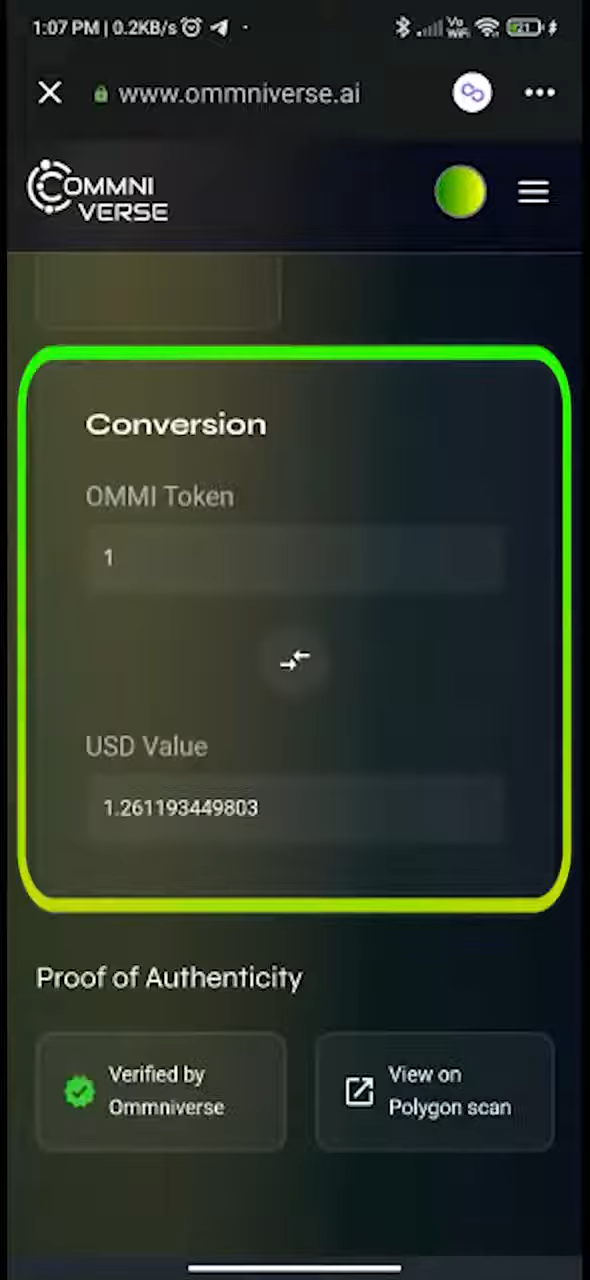 1:07 PM | 0.2KB/s
Vo
WiFi
21
www.ommniverse.ai
OMMNI
VERSE
Conversion
OMMI Token
1
USD Value
1.261193449803
Proof of Authenticity
Verified by
Ommniverse
View on
Polygon scan